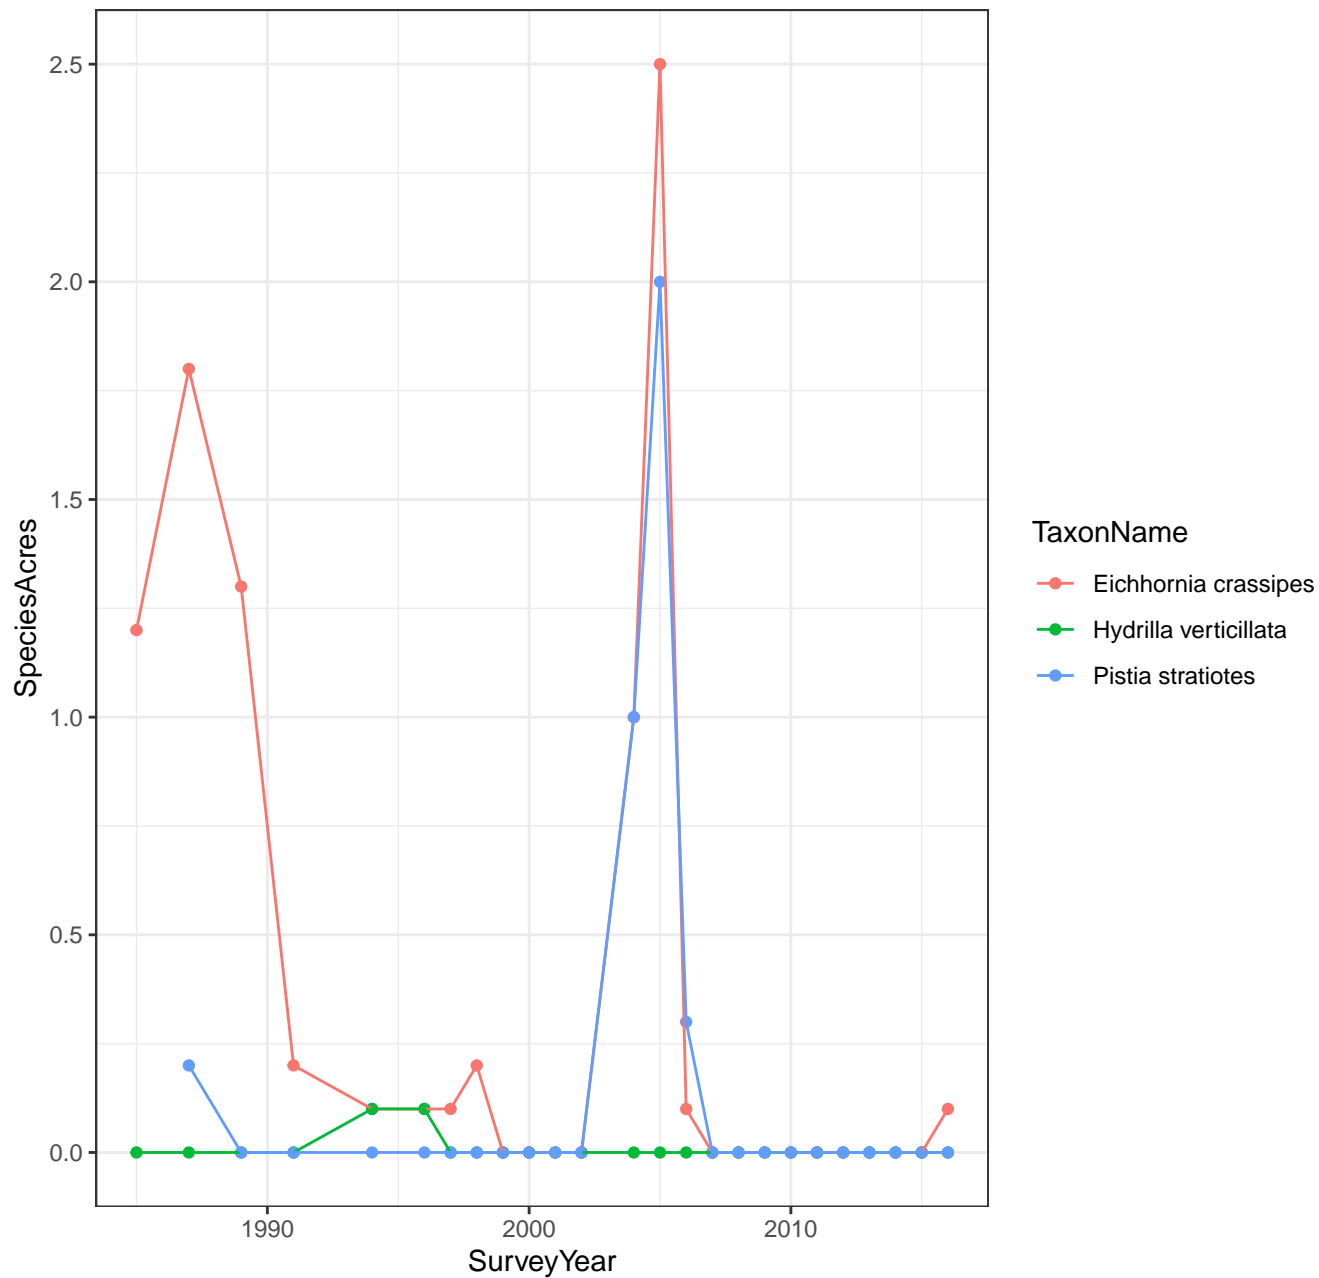 2.5
2.0
1.5
1.0
0.5
0.0
SpeciesAcres
1990
2000
2010
SurveyYear
TaxonName
Eichhornia crassipes
Hydrilla verticillata
Pistia stratiotes